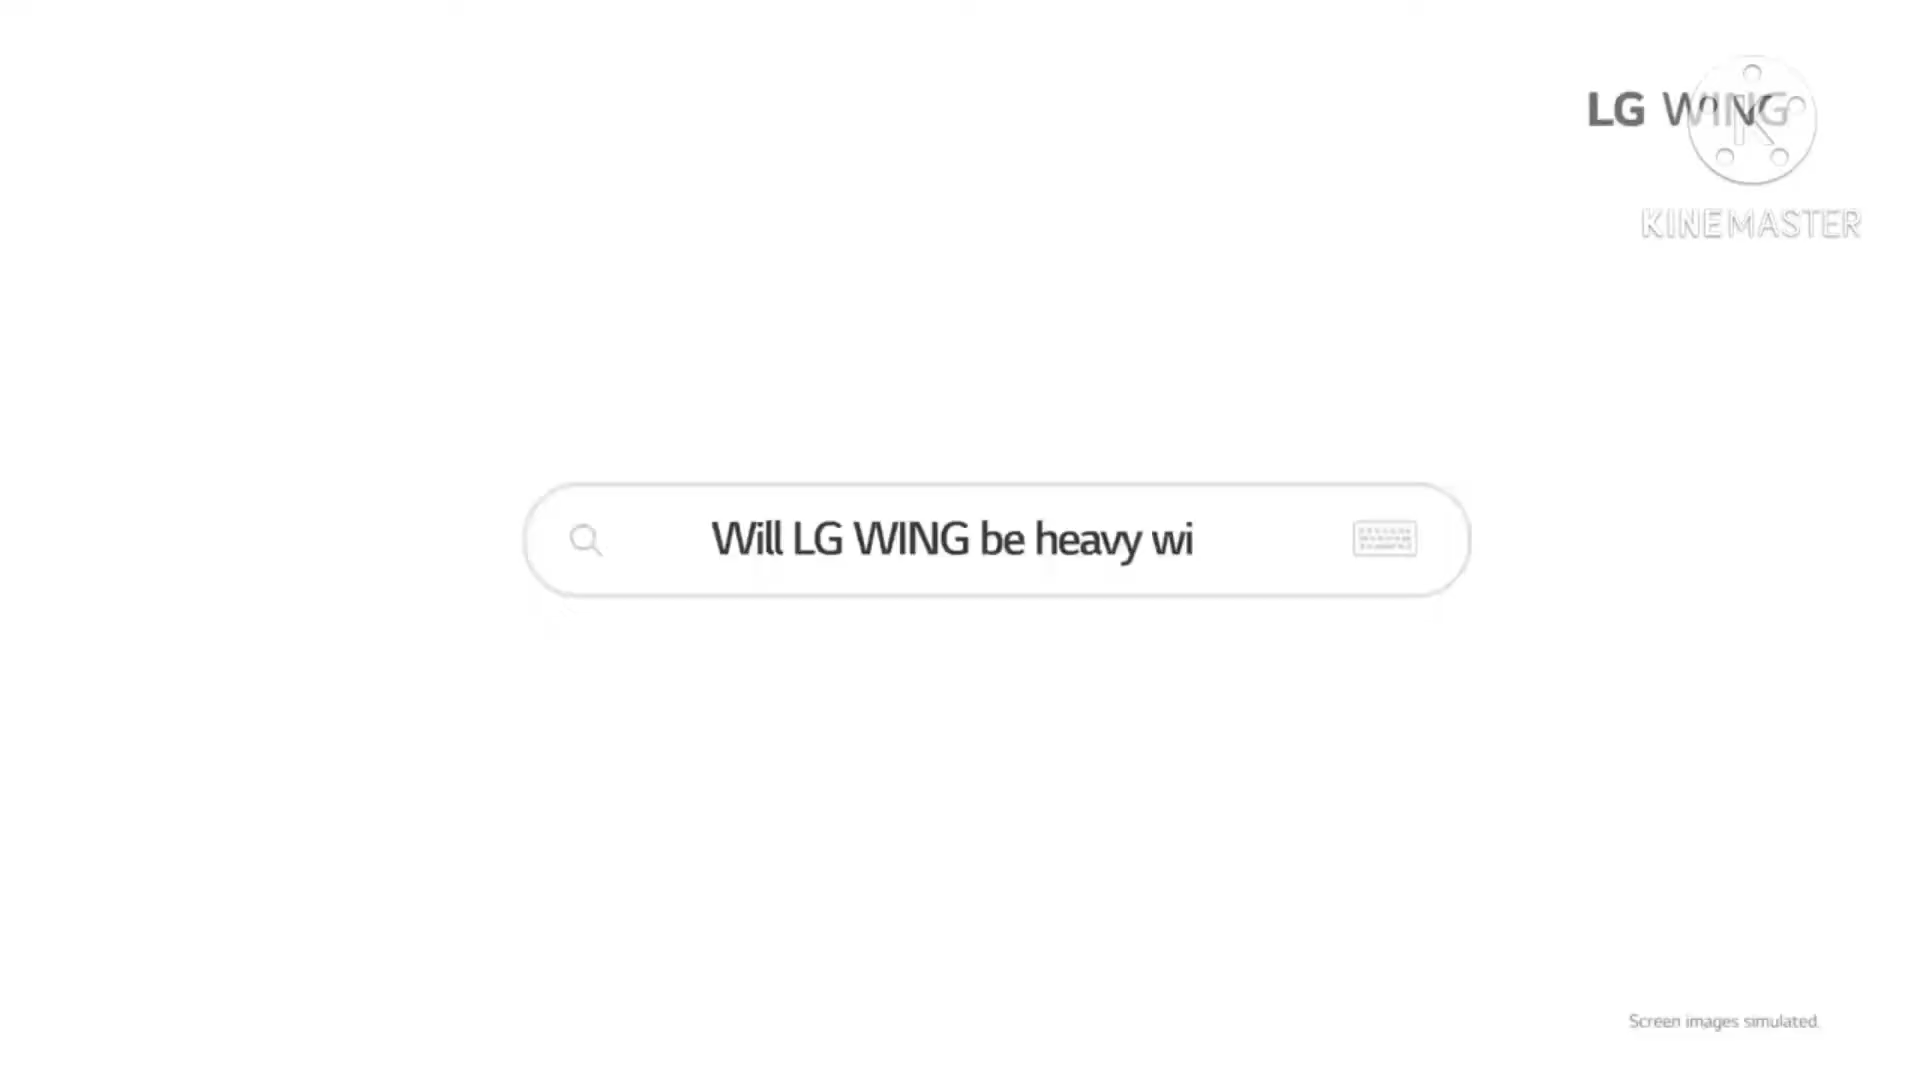 LG WING
KINEMASTER
Will LG WING be heavy wi
Screen images simulated.